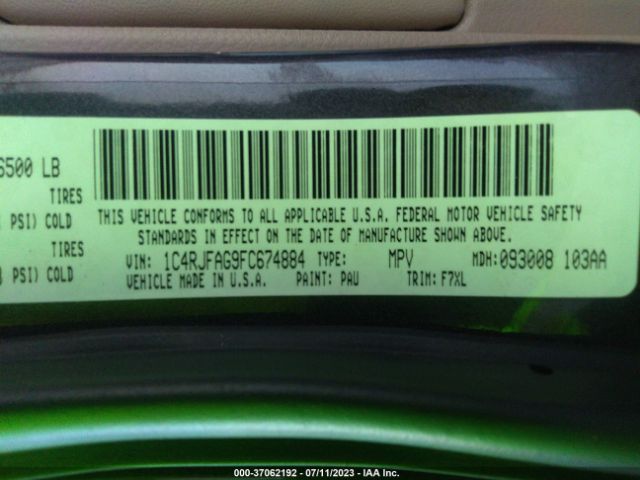 6500 LB
TIRES
PSI) COLD
TIRES
PSI) COLD
THIS VEHICLE CONFORMS TO ALL APPLICABLE U.S.A. FEDERAL MOTOR VEHICLE SAFETY
STANDARDS IN EFFECT ON THE DATE OF MANUFACTURE SHOWN ABOVE.
VIN: 1C4RJFAG9FC674884 TYPE: MPV MDH:093008 103AA
VEHICLE MADE IN U.S.A. PAINT: PAU TRIM: F7XL
000-37062192 - 07/11/2023 - IAA Inc.